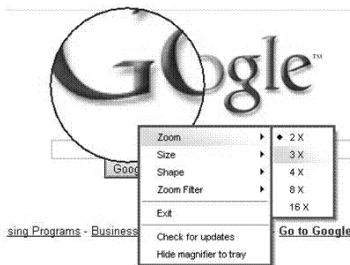 Google™
Zoom
Size
Shape
Zoom Filter
Exit
Check for updates
Hide magnifier to tray
2 X
3 X
4 X
8 X
16 X
Goog
sing Programs - Business
- Go to Google